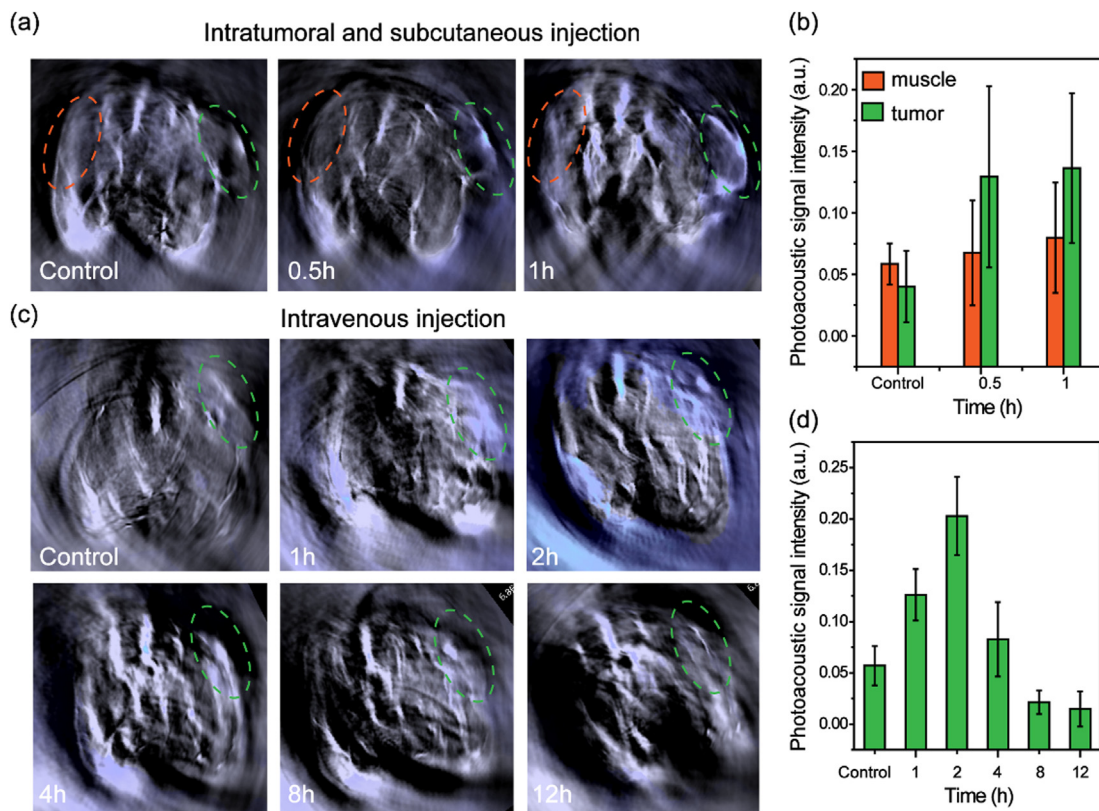 (a)
Intratumoral and subcutaneous injection
Control
0.5h
1h
(b)
Photoacoustic signal intensity (a.u.)
0.20
0.15
0.10
0.05
0.00
muscle
tumor
Control
0.5
1
Time (h)
(c)
Intravenous injection
Control
1h
2h
4h
8h
12h
(d)
Photoacoustic signal intensity (a.u.)
0.25
0.20
0.15
0.10
0.05
0.00
Control
1
2
4
8
12
Time (h)